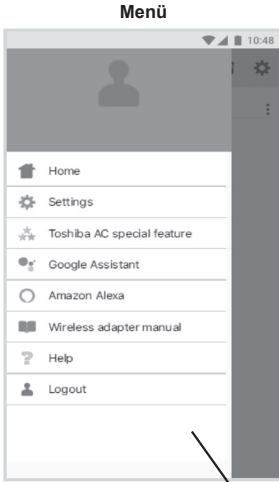 Menü
10:48
Home
Settings
Toshiba AC special feature
Google Assistant
Amazon Alexa
Wireless adapter manual
Help
Logout